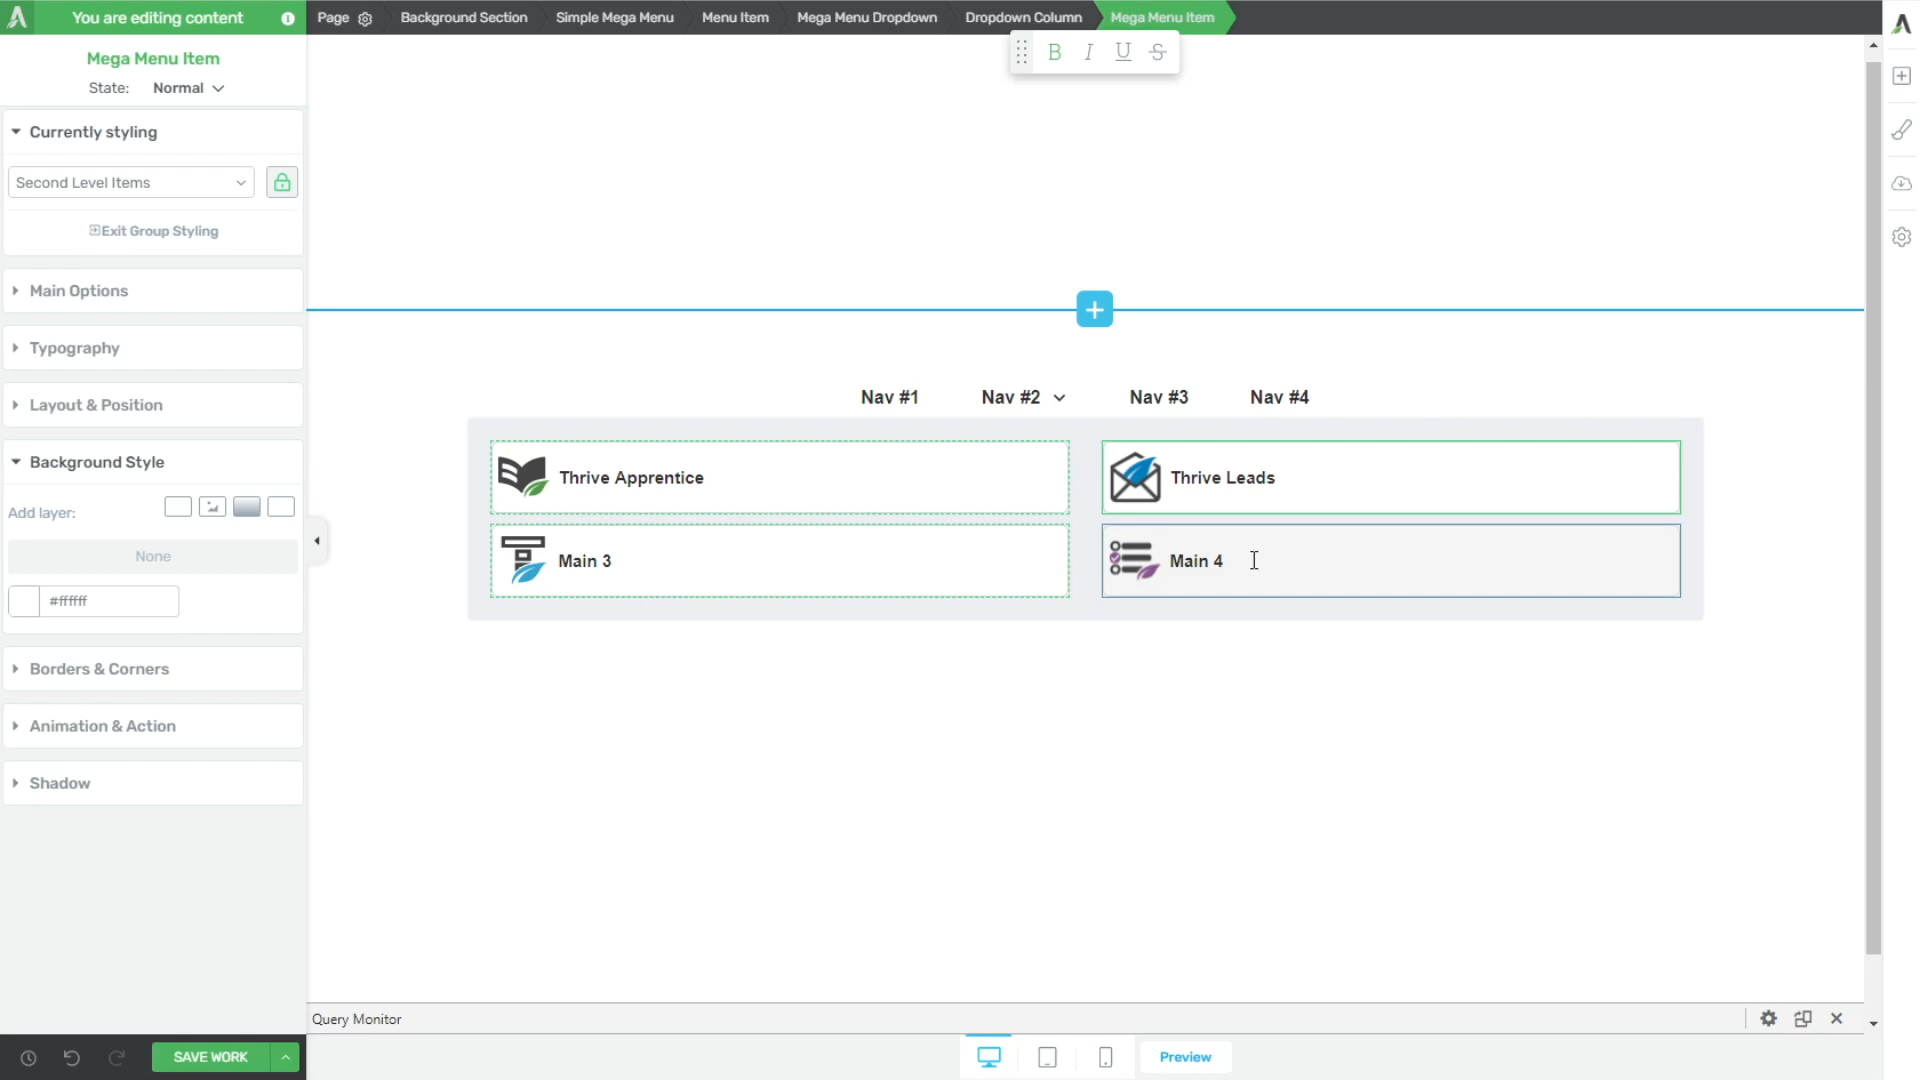 You are editing content
Page
Background Section
Simple Mega Menu
Menu Item
Mega Menu Dropdown
Dropdown Column
Mega Menu Item
Mega Menu Item
State: Normal
B I U S
Currently styling
Second Level Items
Exit Group Styling
Main Options
Typography
Layout & Position
Background Style
Add layer:
None
#ffffff
Borders & Corners
Animation & Action
Shadow
Nav #1
Nav #2
Nav #3
Nav #4
Thrive Apprentice
Thrive Leads
Main 3
Main 4
Query Monitor
SAVE WORK
Preview